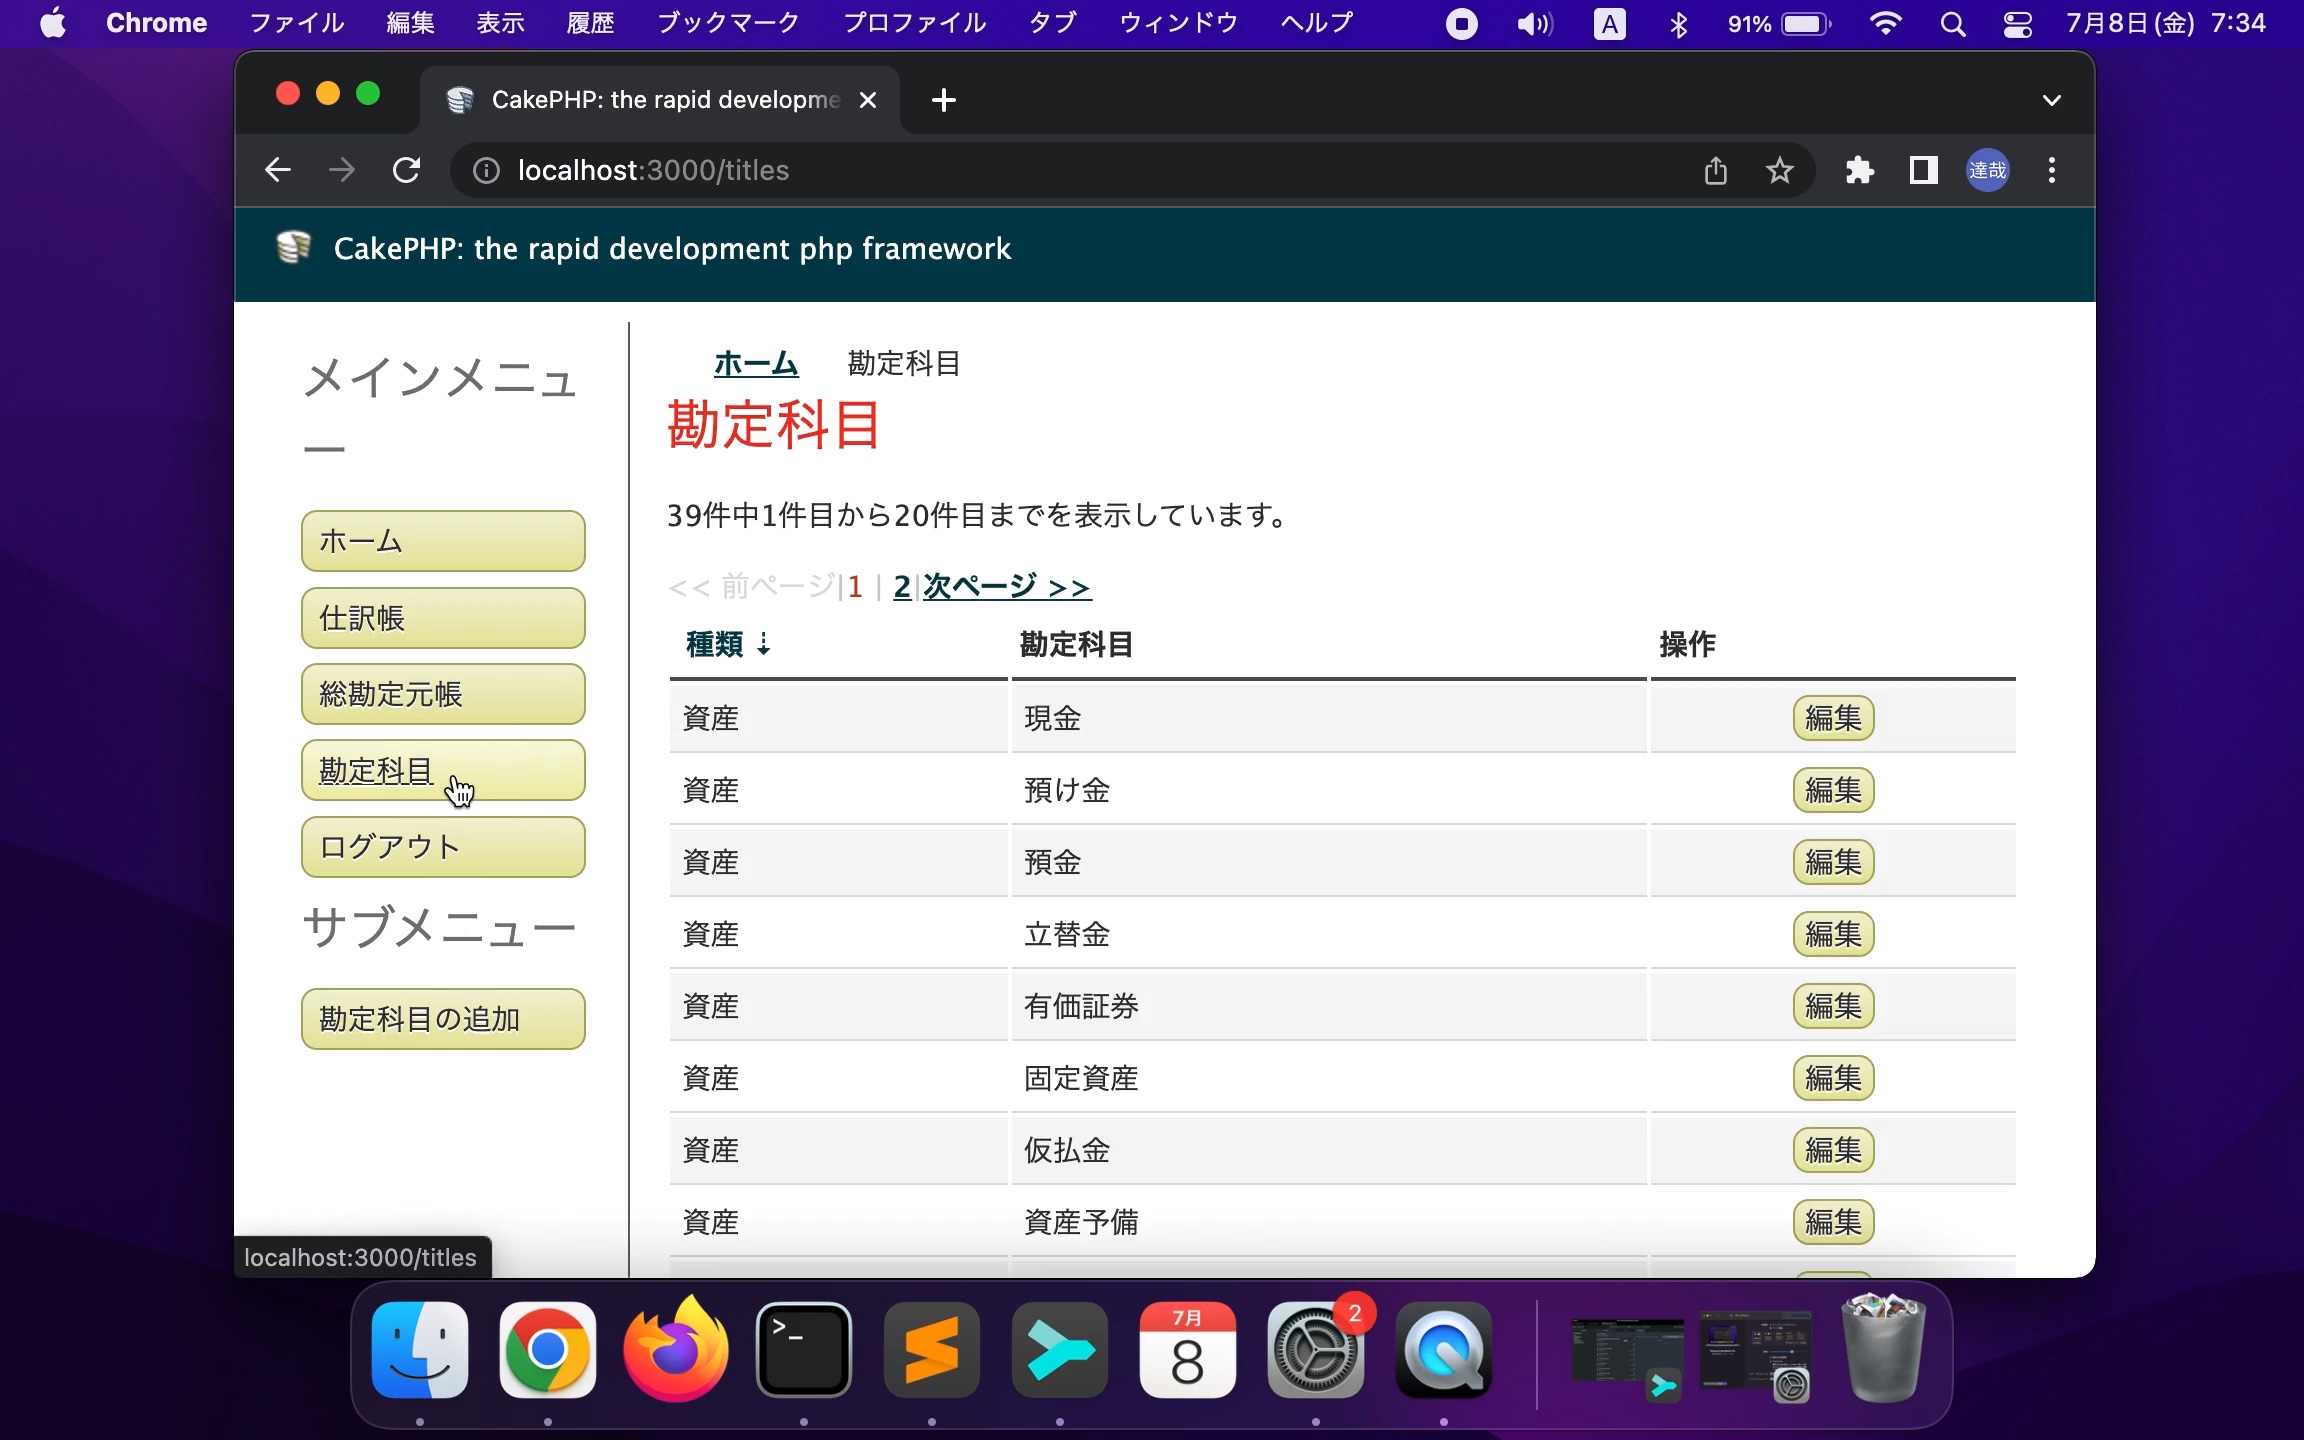 Chrome ファイル 編集 表示 履歴 ブックマーク プロファイル タブ ウィンドウ ヘルプ A 91% 7月8日(金) 7:34
CakePHP: the rapid developme
localhost:3000/titles
達哉
CakePHP: the rapid development php framework
メインメニュ
ー
ホーム
仕訳帳
総勘定元帳
勘定科目
ログアウト
サブメニュー
勘定科目の追加
ホーム 勘定科目
勘定科目
39件中1件目から20件目までを表示しています。
<< 前ページ|1 | 2|次ページ >>
種類 ↓ 勘定科目 操作
資産 現金 編集
資産 預け金 編集
資産 預金 編集
資産 立替金 編集
資産 有価証券 編集
資産 固定資産 編集
資産 仮払金 編集
資産 資産予備 編集
localhost:3000/titles
>_
7月
8
2